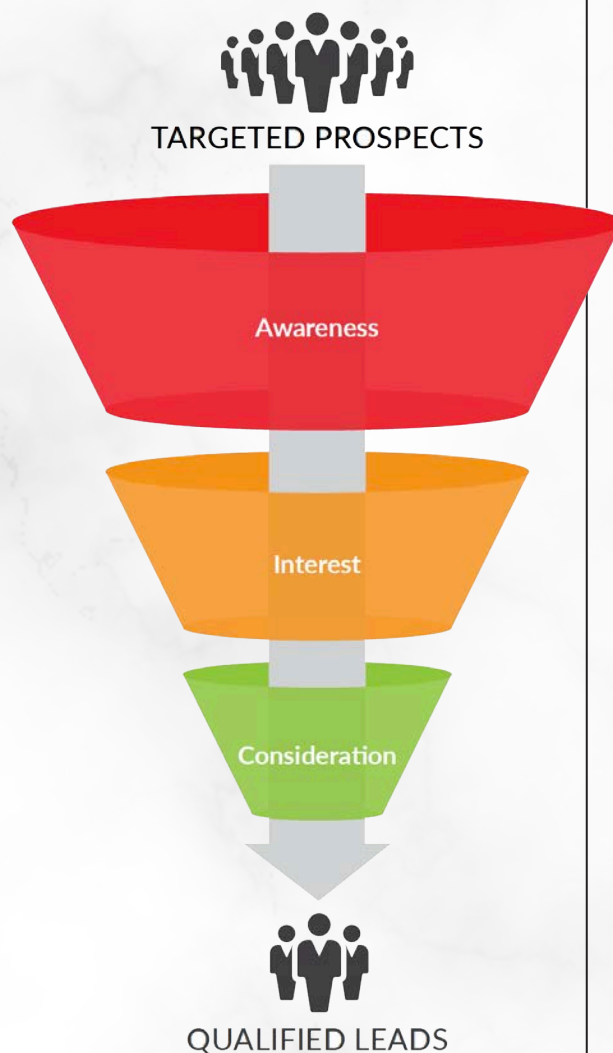 TARGETED PROSPECTS
Awareness
Interest
Consideration
QUALIFIED LEADS